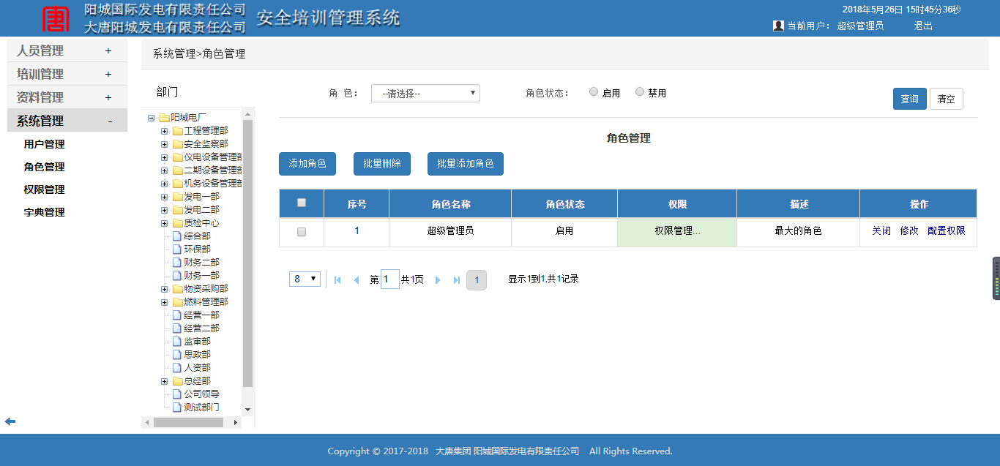 唐
阳城国际发电有限责任公司
大唐阳城发电有限责任公司
安全培训管理系统
2018年5月26日 15时45分36秒
当前用户： 超级管理员 退出
人员管理 +
培训管理 +
资料管理 +
系统管理 -
用户管理
角色管理
权限管理
字典管理
系统管理>角色管理
部门
阳城电厂
工程管理部
安全监察部
仪电设备管理部
二期设备管理部
机务设备管理部
发电一部
发电二部
质检中心
综合部
环保部
财务二部
财务一部
物资采购部
燃料管理部
经营一部
经营二部
监审部
思政部
人资部
总经部
公司领导
测试部门
角 色： --请选择-- 角色状态： 启用 禁用
查询 清空
角色管理
添加角色 批量删除 批量添加角色
序号 角色名称 角色状态 权限 描述 操作
1 超级管理员 启用 权限管理... 最大的角色 关闭 修改 配置权限
8 第 1 共1页 1 显示1到1,共1记录
Copyright © 2017-2018 大唐集团 阳城国际发电有限责任公司 All Rights Reserved.